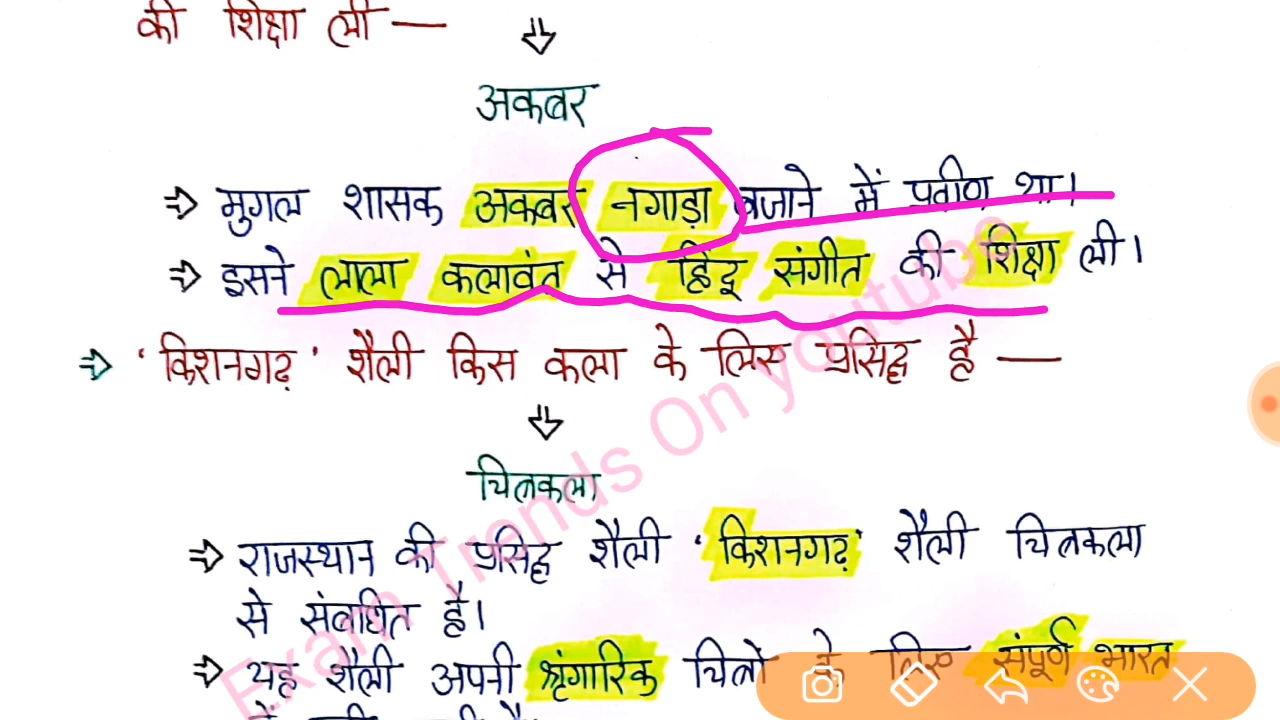 की शिक्षा ली —
अकबर
⇒ मुगल शासक अकबर नगाड़ा बजाने में प्रवीण था।
⇒ इसने लाला कलावंत से हिंदू संगीत की शिक्षा ली।
⇒ 'किशनगढ़' शैली किस कला के लिए प्रसिद्ध है —
चित्रकला
⇒ राजस्थान की प्रसिद्ध शैली 'किशनगढ़' शैली चित्रकला
से संबंधित है।
⇒ यह शैली अपनी श्रृंगारिक चित्रो के लिए संपूर्ण भारत
Exam Trends On youtube